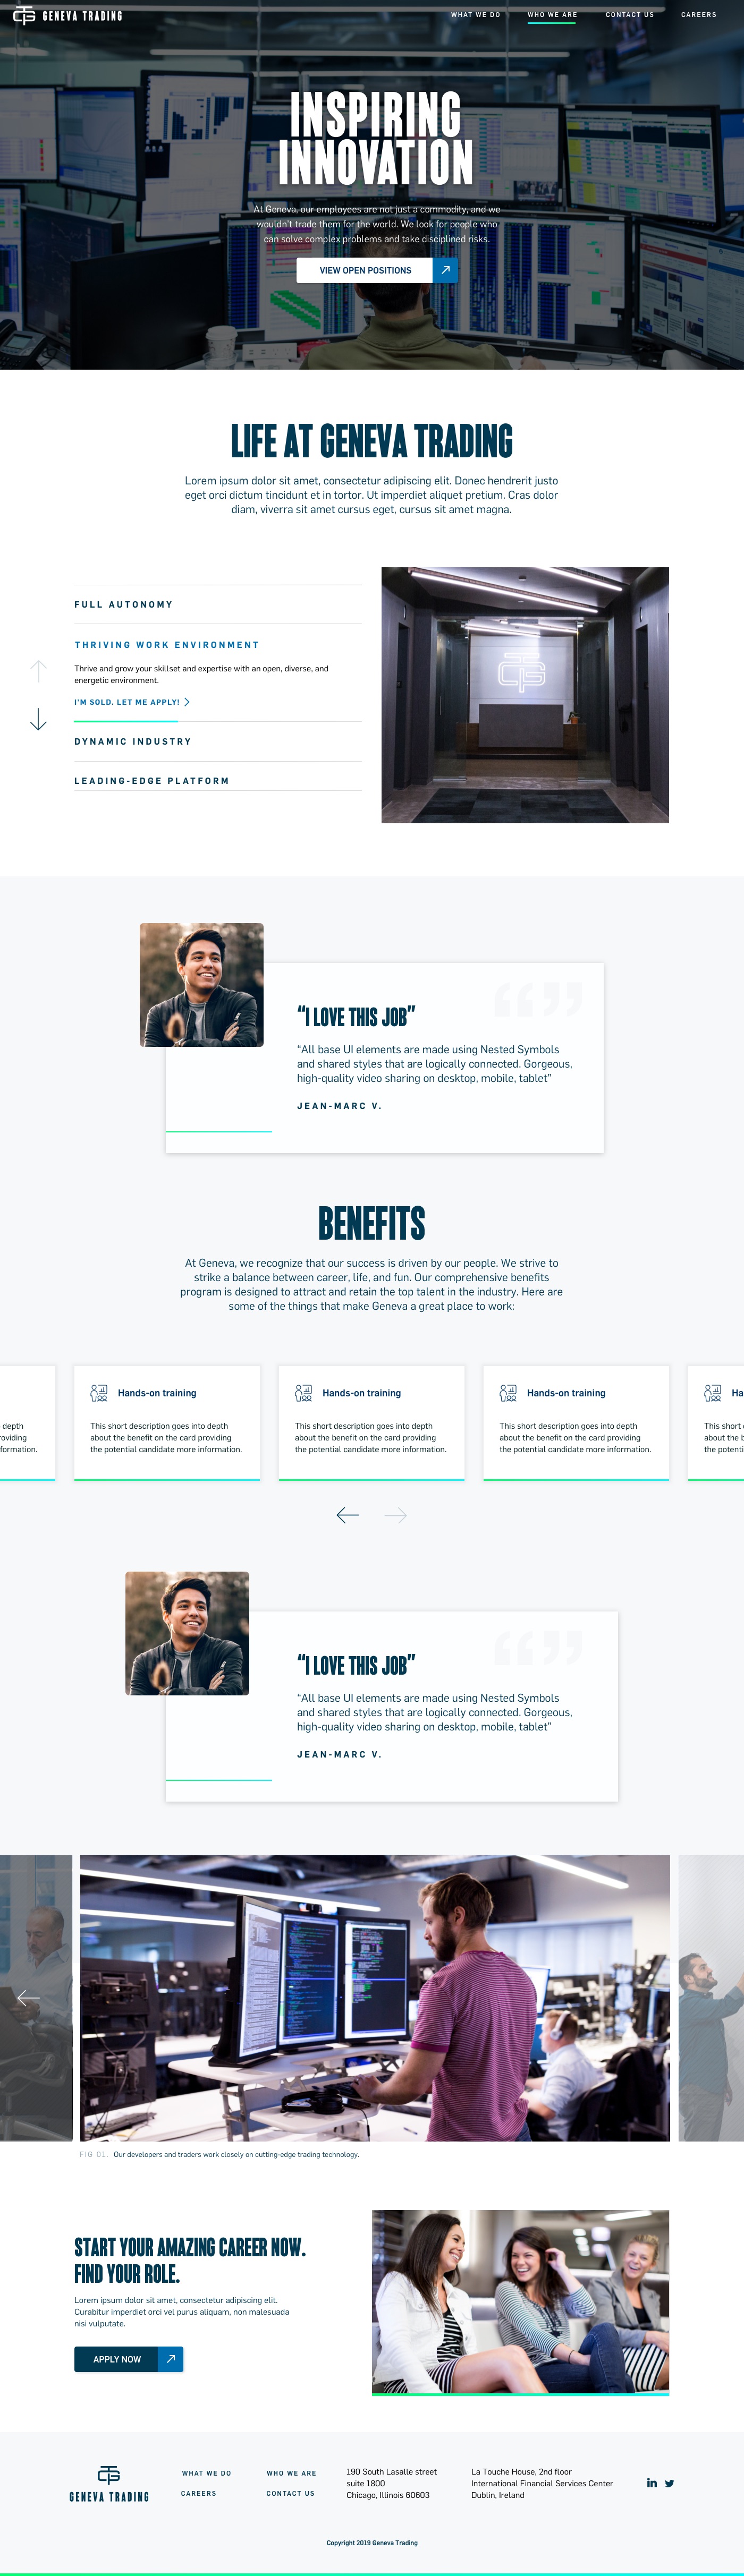 GENEVA TRADING
WHAT WE DO
WHO WE ARE
CONTACT US
CAREERS
INSPIRING
INNOVATION
At Geneva, our employees are not just a commodity, and we
wouldn't trade them for the world. We look for people who
can solve complex problems and take disciplined risks.
VIEW OPEN POSITIONS
LIFE AT GENEVA TRADING
Lorem ipsum dolor sit amet, consectetur adipiscing elit. Donec hendrerit justo
eget orci dictum tincidunt et in tortor. Ut imperdiet aliquet pretium. Cras dolor
diam, viverra sit amet cursus eget, cursus sit amet magna.
FULL AUTONOMY
THRIVING WORK ENVIRONMENT
Thrive and grow your skillset and expertise with an open, diverse, and
energetic environment.
I'M SOLD. LET ME APPLY!
DYNAMIC INDUSTRY
LEADING-EDGE PLATFORM
“I LOVE THIS JOB”
“All base UI elements are made using Nested Symbols
and shared styles that are logically connected. Gorgeous,
high-quality video sharing on desktop, mobile, tablet”
JEAN-MARC V.
BENEFITS
At Geneva, we recognize that our success is driven by our people. We strive to
strike a balance between career, life, and fun. Our comprehensive benefits
program is designed to attract and retain the top talent in the industry. Here are
some of the things that make Geneva a great place to work:
depth
oviding
formation.
Hands-on training
This short description goes into depth
about the benefit on the card providing
the potential candidate more information.
Hands-on training
This short description goes into depth
about the benefit on the card providing
the potential candidate more information.
Hands-on training
This short description goes into depth
about the benefit on the card providing
the potential candidate more information.
Ha
This short
about the b
the potenti
“I LOVE THIS JOB”
“All base UI elements are made using Nested Symbols
and shared styles that are logically connected. Gorgeous,
high-quality video sharing on desktop, mobile, tablet”
JEAN-MARC V.
FIG 01. Our developers and traders work closely on cutting-edge trading technology.
START YOUR AMAZING CAREER NOW.
FIND YOUR ROLE.
Lorem ipsum dolor sit amet, consectetur adipiscing elit.
Curabitur imperdiet orci vel purus aliquam, non malesuada
nisi vulputate.
APPLY NOW
GENEVA TRADING
WHAT WE DO
WHO WE ARE
CAREERS
CONTACT US
190 South Lasalle street
suite 1800
Chicago, Illinois 60603
La Touche House, 2nd floor
International Financial Services Center
Dublin, Ireland
in
Copyright 2019 Geneva Trading